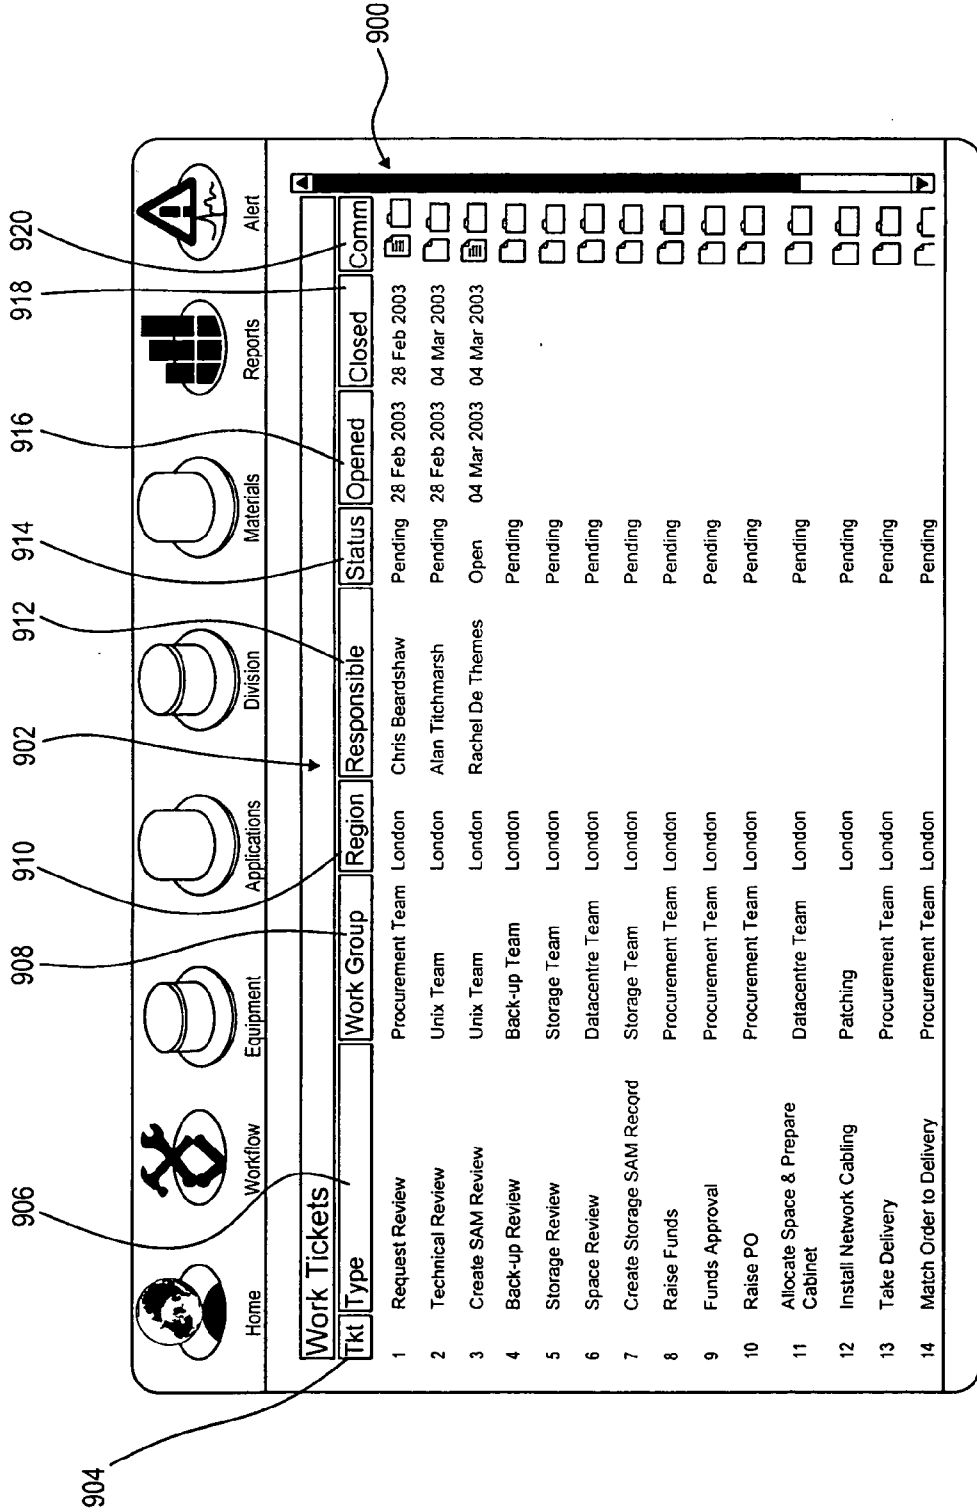 906 908 910 902 912 914 916 918 920
904
900
Home Workflow Equipment Applications Division Materials Reports Alert
Work Tickets
Tkt Type Work Group Region Responsible Status Opened Closed Comm
1 Request Review Procurement Team London Chris Beardshaw Pending 28 Feb 2003 28 Feb 2003
2 Technical Review Unix Team London Alan Titchmarsh Pending 28 Feb 2003 04 Mar 2003
3 Create SAM Review Unix Team London Rachel De Themes Open 04 Mar 2003 04 Mar 2003
4 Back-up Review Back-up Team London Pending
5 Storage Review Storage Team London Pending
6 Space Review Datacentre Team London Pending
7 Create Storage SAM Record Storage Team London Pending
8 Raise Funds Procurement Team London Pending
9 Funds Approval Procurement Team London Pending
10 Raise PO Procurement Team London Pending
11 Allocate Space & Prepare Datacentre Team London Pending
Cabinet
12 Install Network Cabling Patching London Pending
13 Take Delivery Procurement Team London Pending
14 Match Order to Delivery Procurement Team London Pending